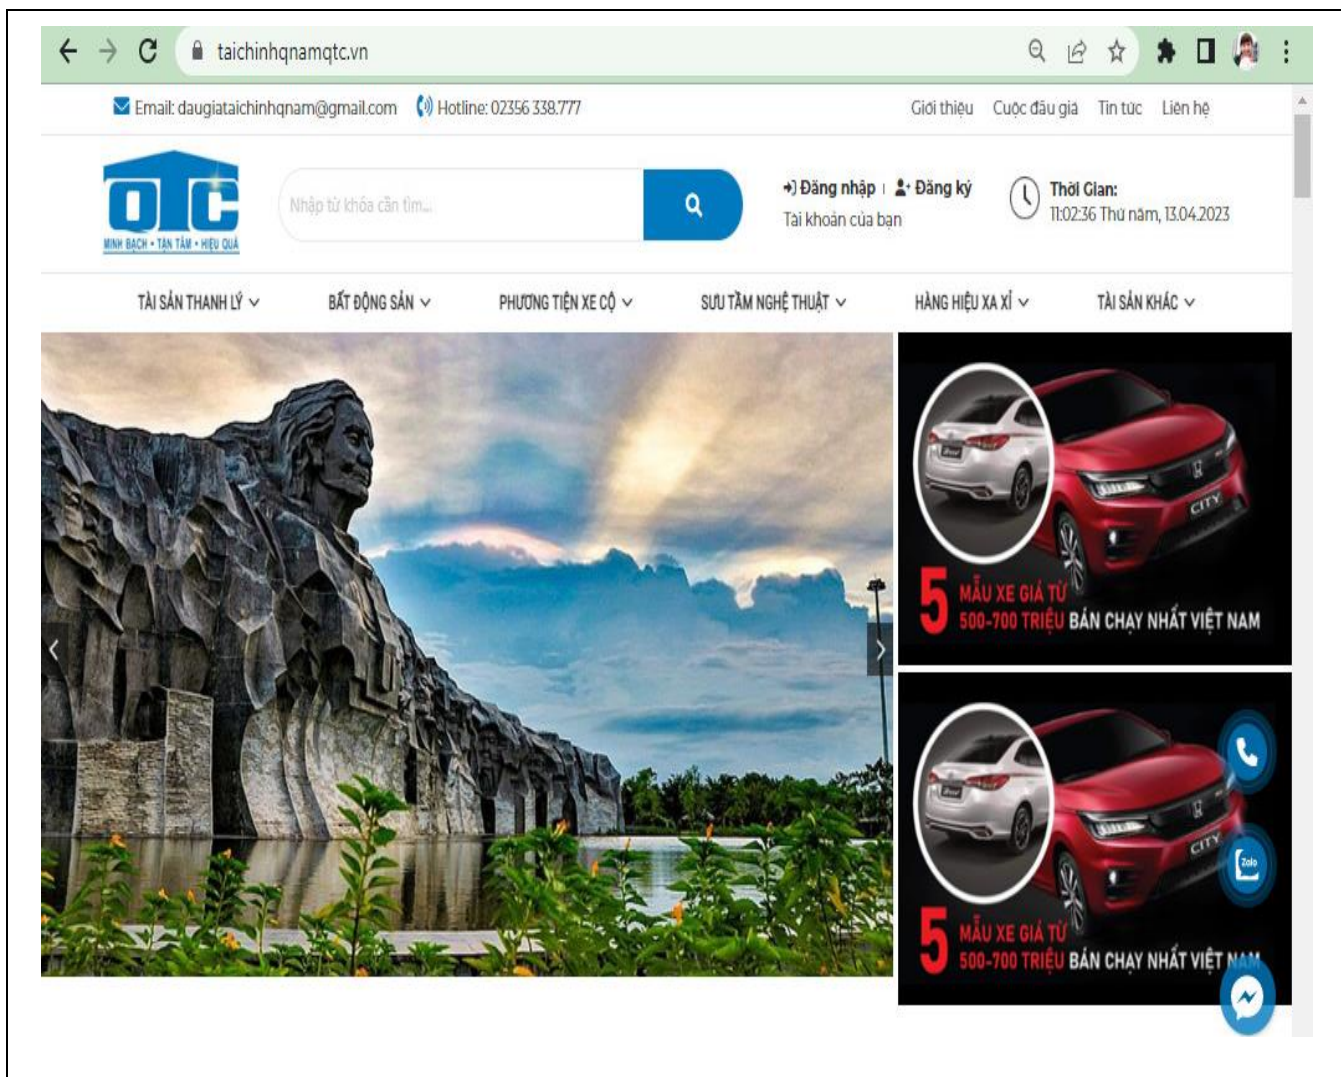 taichinhqnamqtc.vn
Email: daugiataichinhqnam@gmail.com Hotline: 02356 338.777 Giới thiệu Cuộc đấu giá Tin tức Liên hệ
QTC
MINH BẠCH • TẬN TÂM • HIỆU QUẢ
Nhập từ khóa cần tìm...
Đăng nhập | Đăng ký
Tài khoản của bạn
Thời Gian:
11:02:36 Thứ năm, 13.04.2023
TÀI SẢN THANH LÝ BẤT ĐỘNG SẢN PHƯƠNG TIỆN XE CỘ SƯU TẦM NGHỆ THUẬT HÀNG HIỆU XA XỈ TÀI SẢN KHÁC
CITY
5 MẪU XE GIÁ TỪ
500-700 TRIỆU BÁN CHẠY NHẤT VIỆT NAM
CITY
Zalo
5 MẪU XE GIÁ TỪ
500-700 TRIỆU BÁN CHẠY NHẤT VIỆT NAM